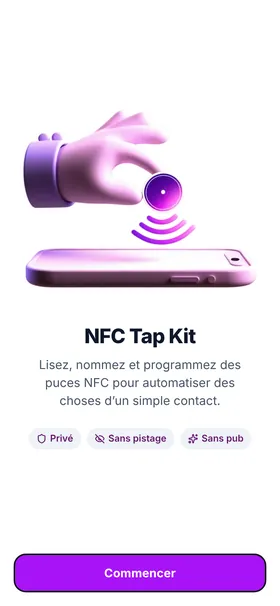 NFC Tap Kit
Lisez, nommez et programmez des
puces NFC pour automatiser des
choses d’un simple contact.
Privé
Sans pistage
Sans pub
Commencer